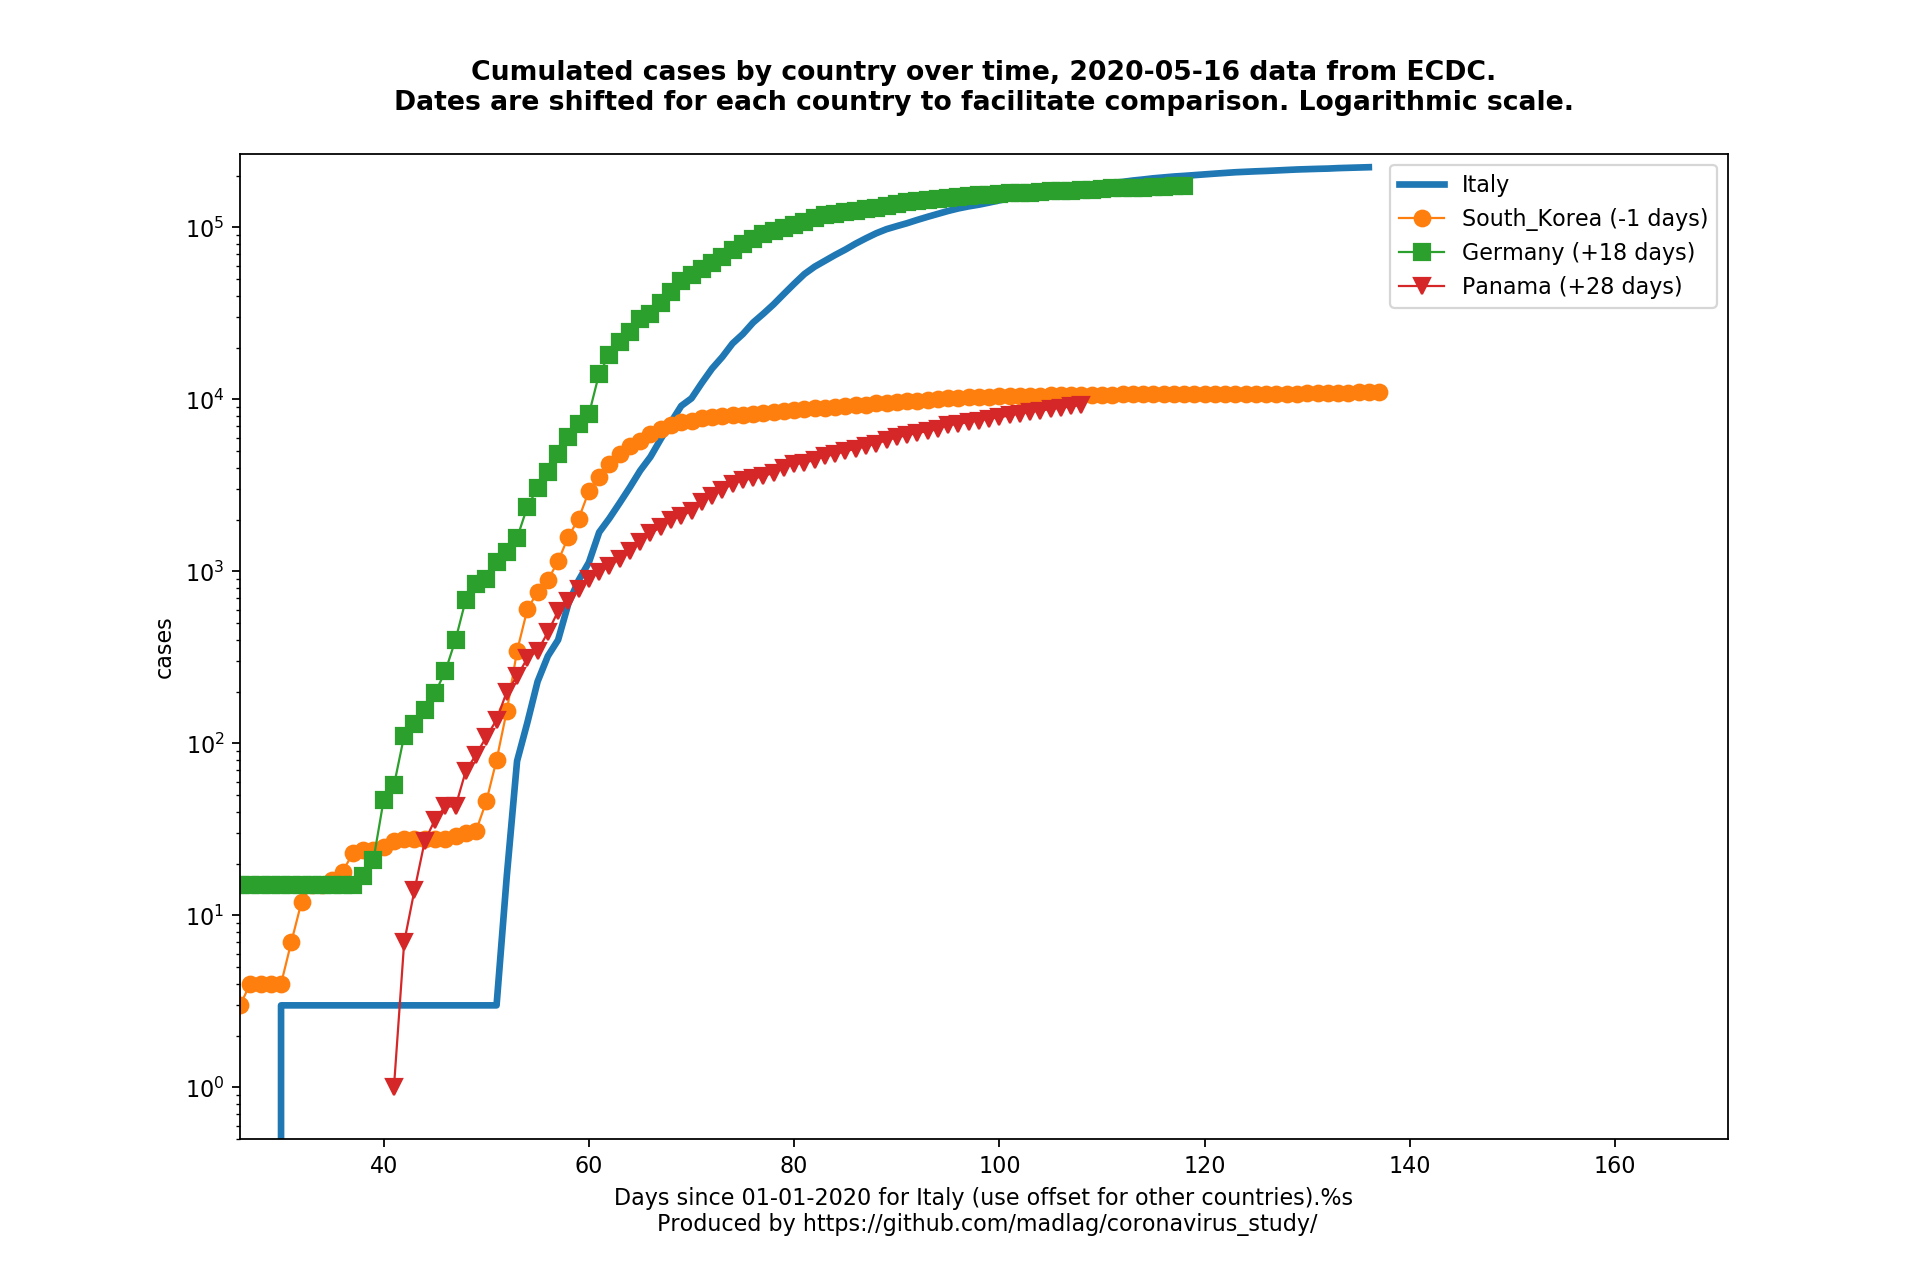 Cumulated cases by country over time, 2020-05-16 data from ECDC.
Dates are shifted for each country to facilitate comparison. Logarithmic scale.
Italy
South_Korea (-1 days)
Germany (+18 days)
Panama (+28 days)
10^5
10^4
10^3
10^2
10^1
10^0
cases
40 60 80 100 120 140 160
Days since 01-01-2020 for Italy (use offset for other countries).%s
Produced by https://github.com/madlag/coronavirus_study/